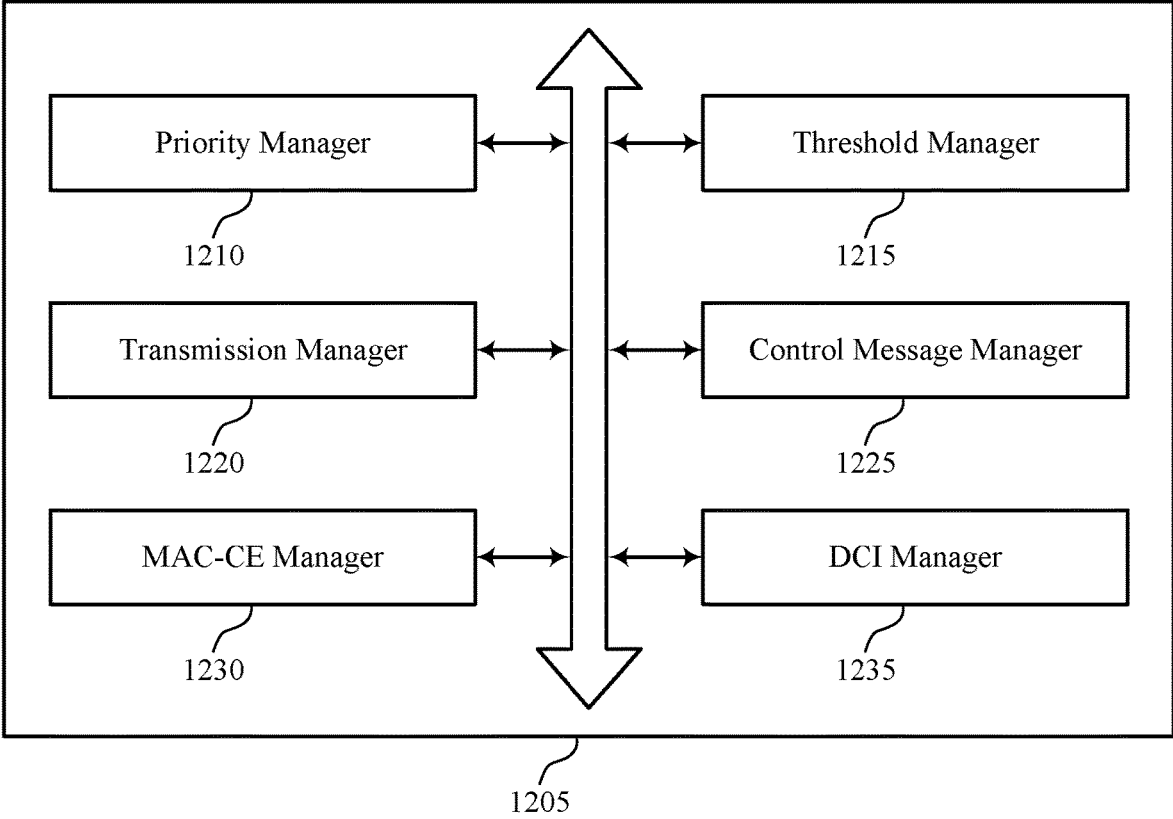 Priority Manager
Threshold Manager
1210
1215
Transmission Manager
Control Message Manager
1220
1225
MAC-CE Manager
DCI Manager
1230
1235
1205